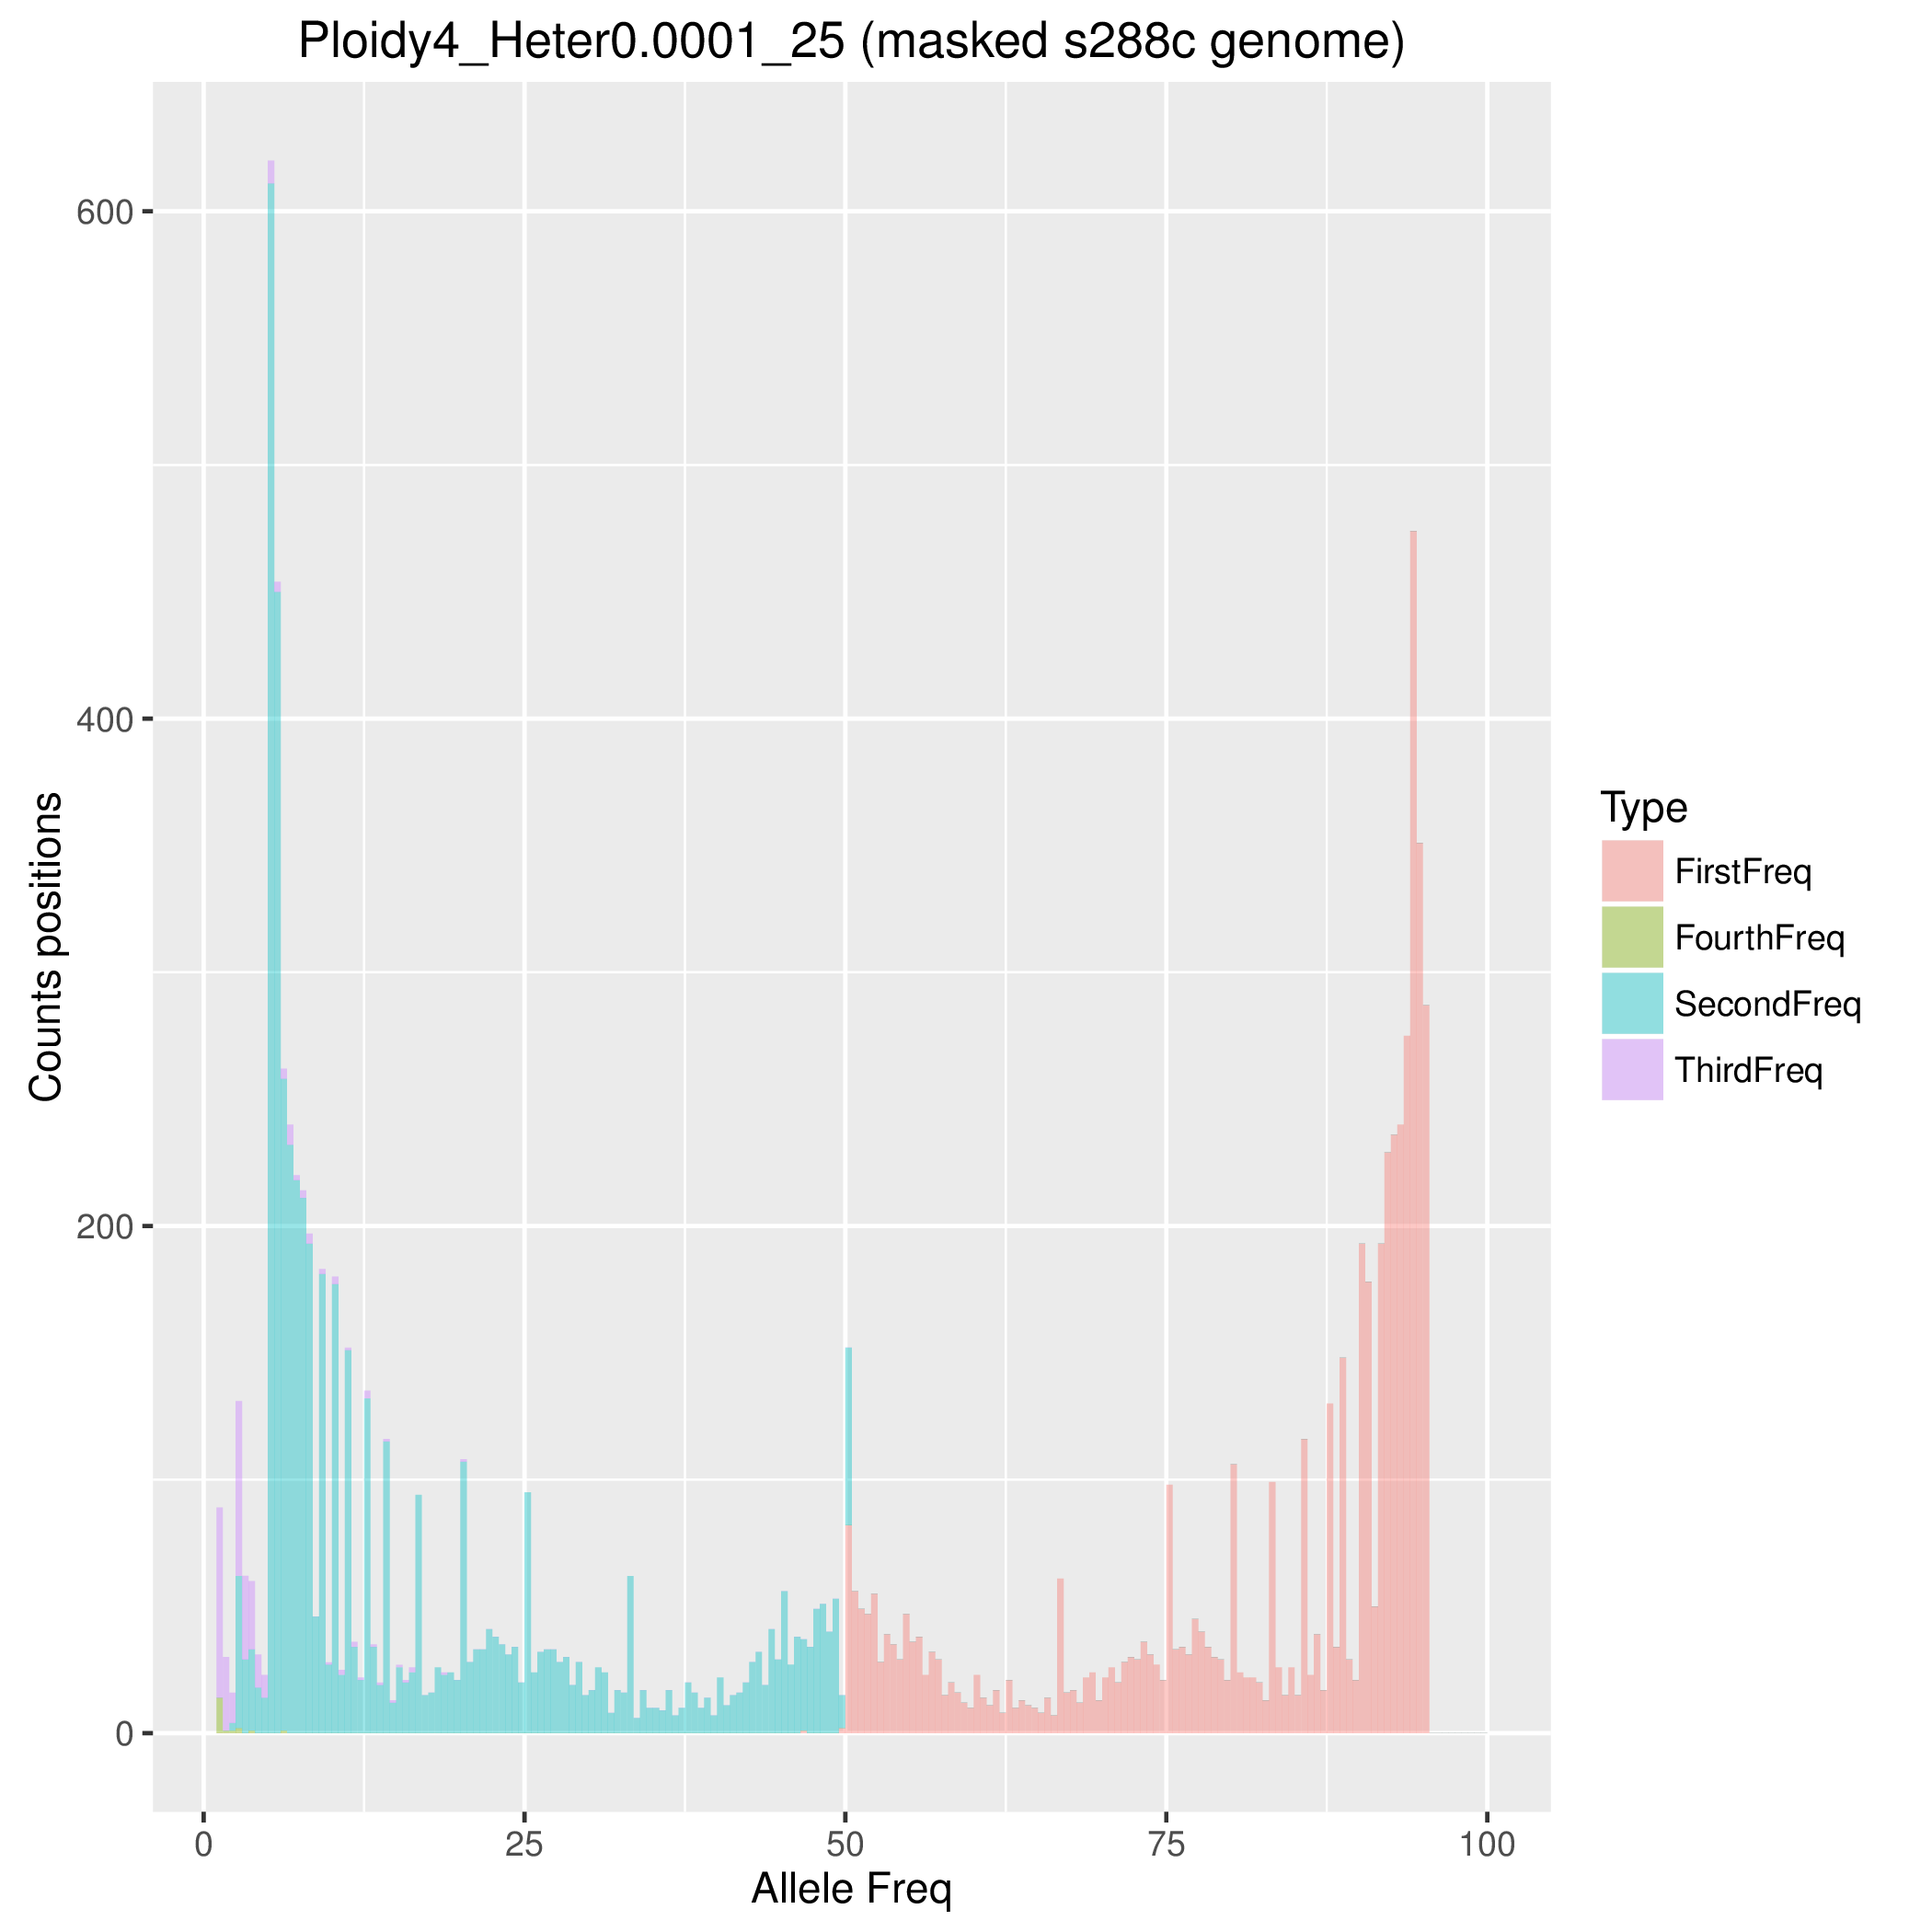 Ploidy4_Heter0.0001_25 (masked s288c genome)
Counts positions
600
400
200
0
0 25 50 75 100
Allele Freq
Type
FirstFreq
FourthFreq
SecondFreq
ThirdFreq